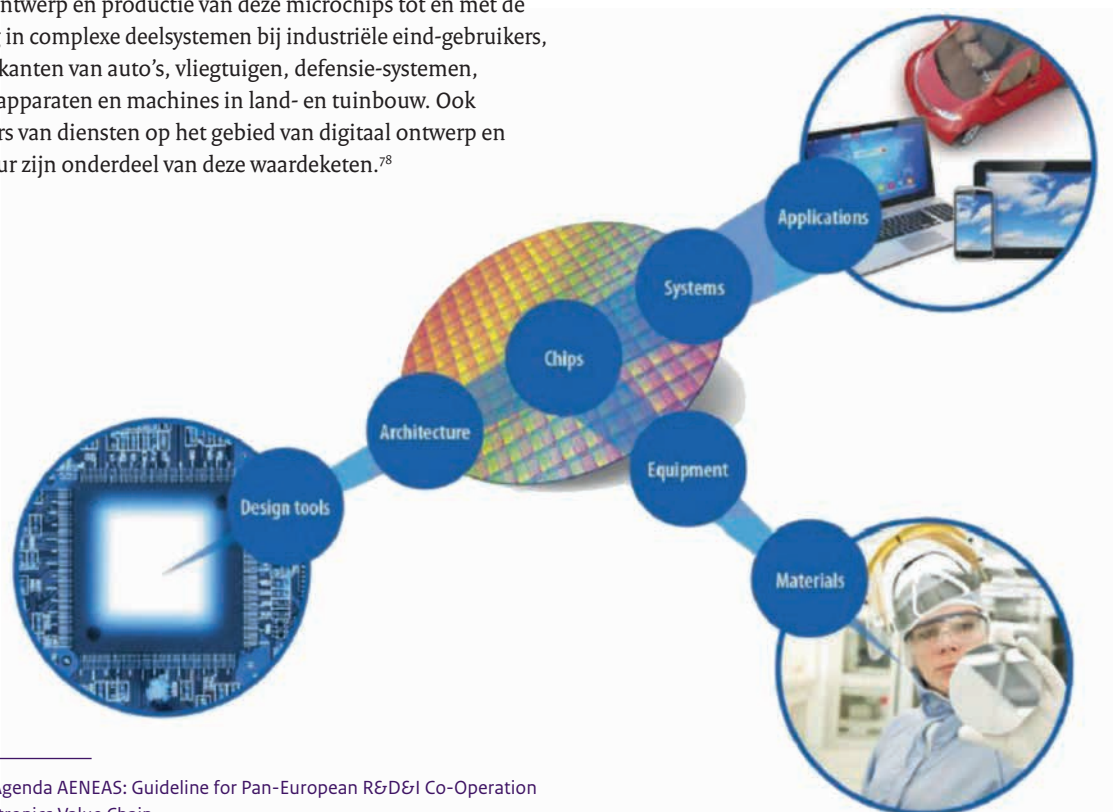 ntwerp en productie van deze microchips tot en met de
in complexe deelsystemen bij industriële eind-gebruikers,
kanten van auto's, vliegtuigen, defensie-systemen,
apparaten en machines in land- en tuinbouw. Ook
rs van diensten op het gebied van digitaal ontwerp en
ur zijn onderdeel van deze waardeketen.⁷⁸
Applications
Systems
Chips
Architecture
Equipment
Design tools
Materials
Agenda AENEAS: Guideline for Pan-European R&D&I Co-Operation